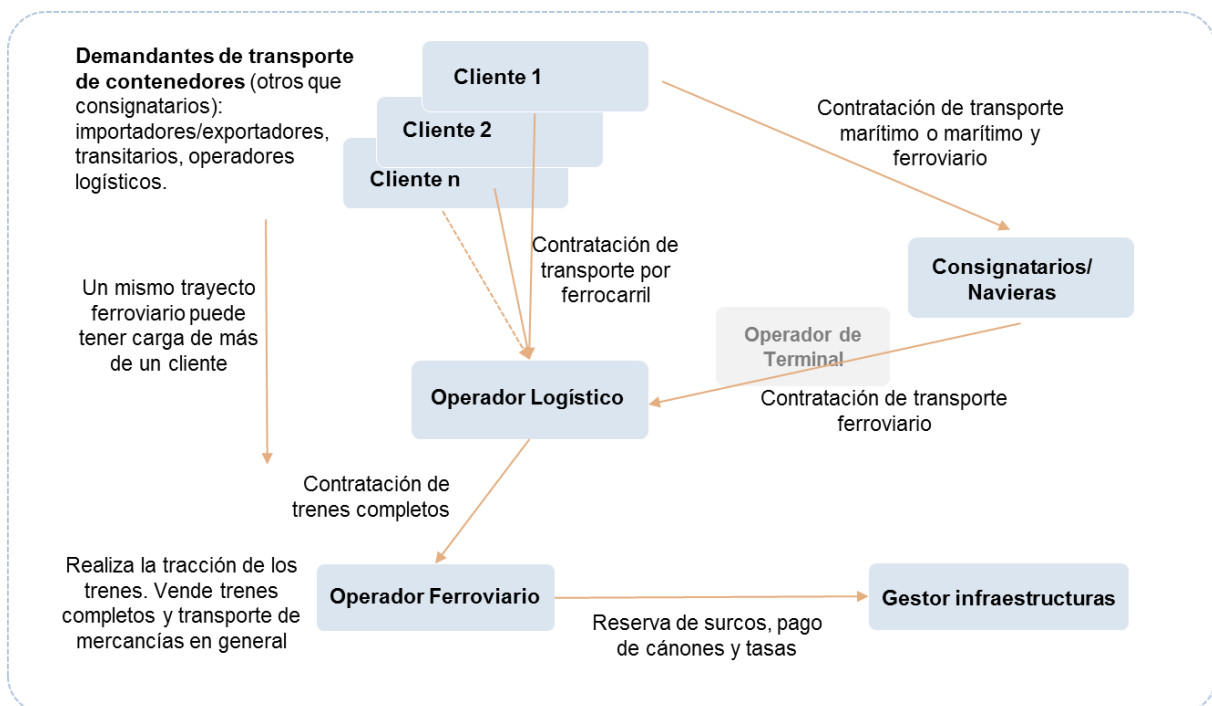 Demandantes de transporte
de contenedores (otros que
consignatarios):
importadores/exportadores,
transitarios, operadores
logísticos.
Cliente 1
Cliente 2
Cliente n
Contratación de transporte
marítimo o marítimo y
ferroviario
Contratación de
transporte por
ferrocarril
Consignatarios/
Navieras
Un mismo trayecto
ferroviario puede
tener carga de más
de un cliente
Operador de
Terminal
Operador Logístico
Contratación de transporte
ferroviario
Contratación de
trenes completos
Realiza la tracción de los
trenes. Vende trenes
completos y transporte de
mercancías en general
Operador Ferroviario
Reserva de surcos, pago
de cánones y tasas
Gestor infraestructuras